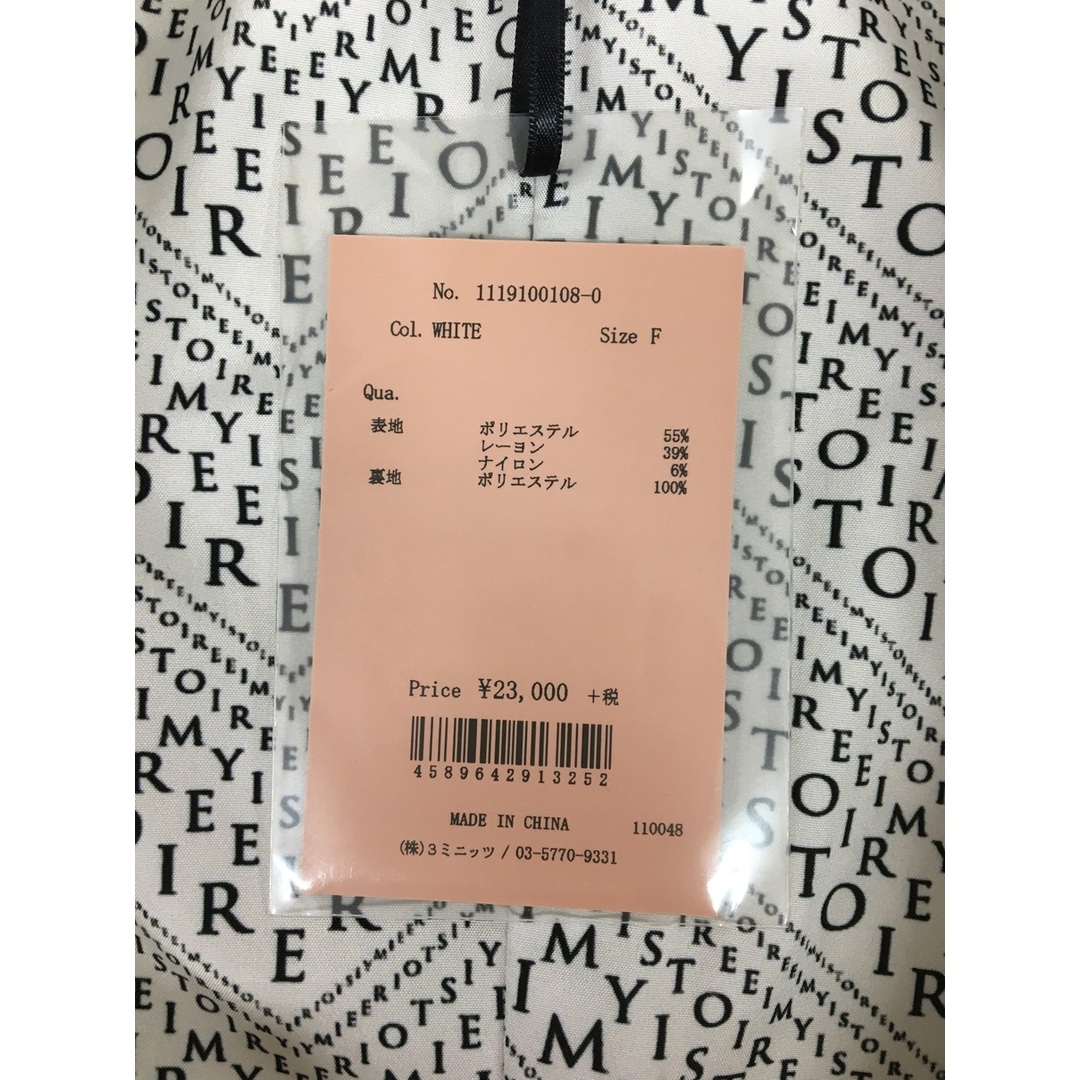 No. 1119100108-0
Col. WHITE Size F
Qua.
表地 ポリエステル 55%
レーヨン 39%
ナイロン 6%
裏地 ポリエステル 100%
Price ¥23,000 +税
4589642913252
MADE IN CHINA 110048
(株)3ミニッツ / 03-5770-9331